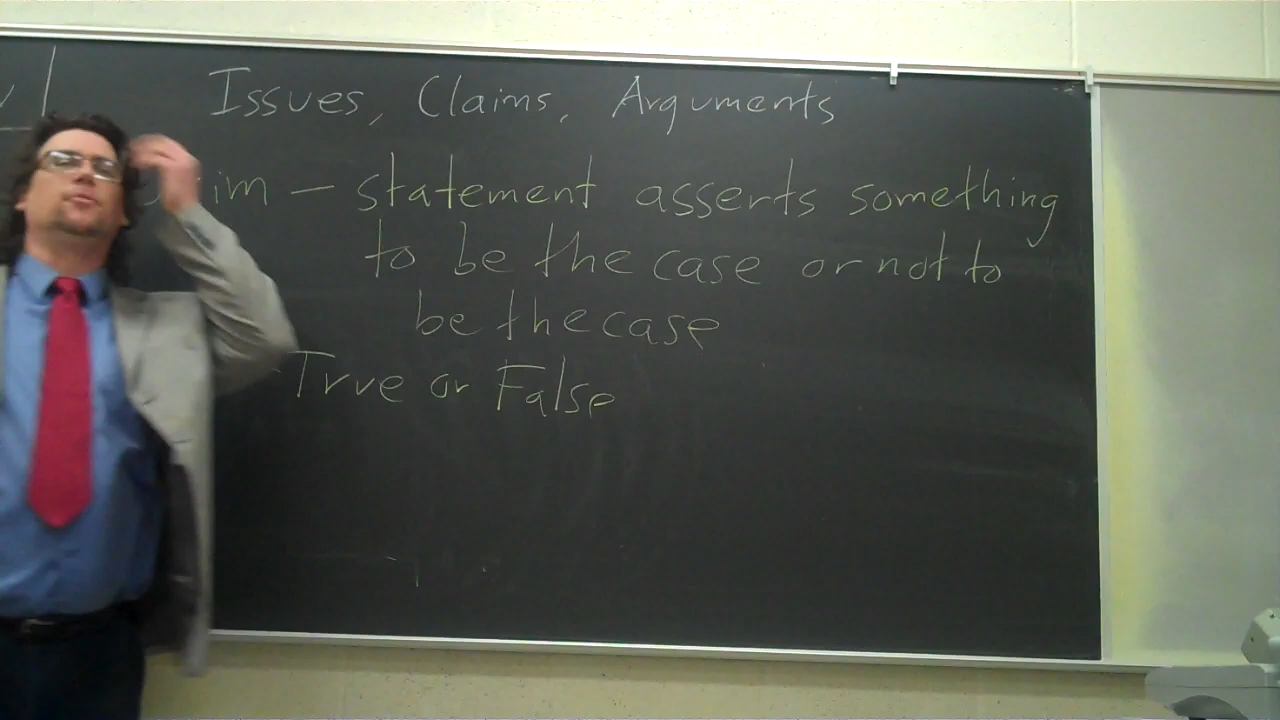 Issues, Claims, Arguments
im — statement asserts something
to be the case or not to
be the case
True or False